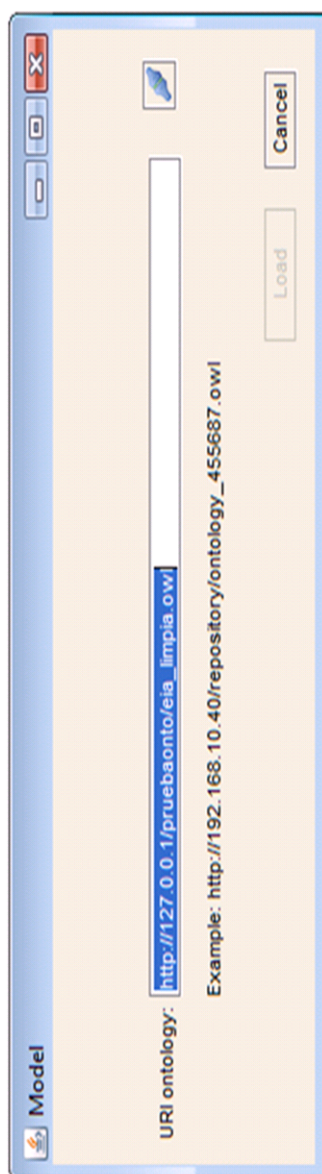 Model
URI ontology: http://127.0.0.1/pruebaonto/eia_limpia.owl
Example: http://192.168.10.40/repository/ontology_455687.owl
Load Cancel